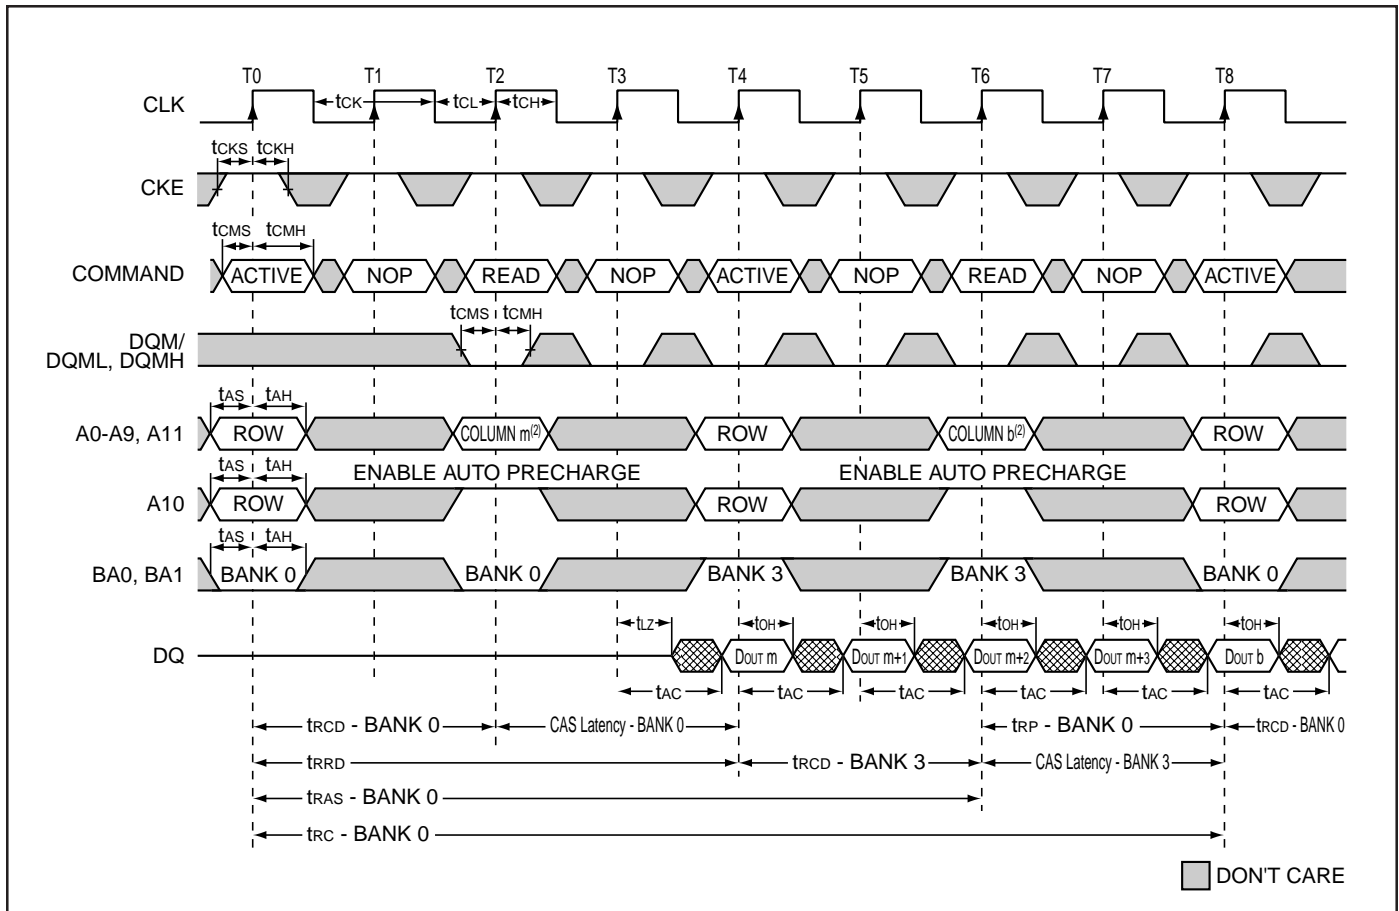 T0 T1 T2 T3 T4 T5 T6 T7 T8
CLK tCK tCL tCH
tCKS tCKH
CKE
tCMS tCMH
COMMAND ACTIVE NOP READ NOP ACTIVE NOP READ NOP ACTIVE
tCMS tCMH
DQM/
DQML, DQMH
tAS tAH
A0-A9, A11 ROW COLUMN m(2) ROW COLUMN b(2) ROW
tAS tAH ENABLE AUTO PRECHARGE ENABLE AUTO PRECHARGE
A10 ROW ROW ROW
tAS tAH
BA0, BA1 BANK 0 BANK 0 BANK 3 BANK 3 BANK 0
tLZ tOH tOH tOH tOH tOH
DQ DOUT m DOUT m+1 DOUT m+2 DOUT m+3 DOUT b
tAC tAC tAC tAC tAC tAC
tRCD - BANK 0 CAS Latency - BANK 0 tRP - BANK 0 tRCD - BANK 0
tRRD tRCD - BANK 3 CAS Latency - BANK 3
tRAS - BANK 0
tRC - BANK 0
DON'T CARE